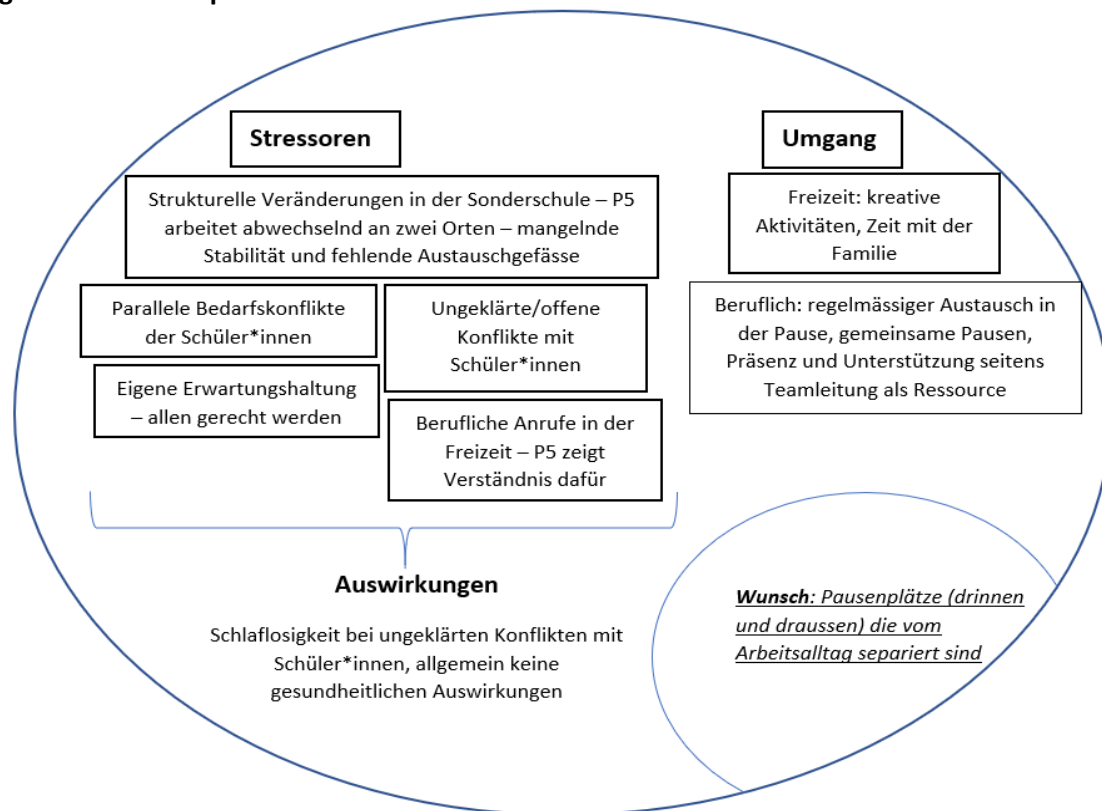 Stressoren
Strukturelle Veränderungen in der Sonderschule – P5
arbeitet abwechselnd an zwei Orten – mangelnde
Stabilität und fehlende Austauschgefässe
Parallele Bedarfskonflikte
der Schüler*innen
Ungeklärte/offene
Konflikte mit
Schüler*innen
Eigene Erwartungshaltung
– allen gerecht werden
Berufliche Anrufe in der
Freizeit – P5 zeigt
Verständnis dafür
Auswirkungen
Schlaflosigkeit bei ungeklärten Konflikten mit
Schüler*innen, allgemein keine
gesundheitlichen Auswirkungen
Umgang
Freizeit: kreative
Aktivitäten, Zeit mit der
Familie
Beruflich: regelmässiger Austausch in
der Pause, gemeinsame Pausen,
Präsenz und Unterstützung seitens
Teamleitung als Ressource
Wunsch: Pausenplätze (drinnen
und draussen) die vom
Arbeitsalltag separiert sind